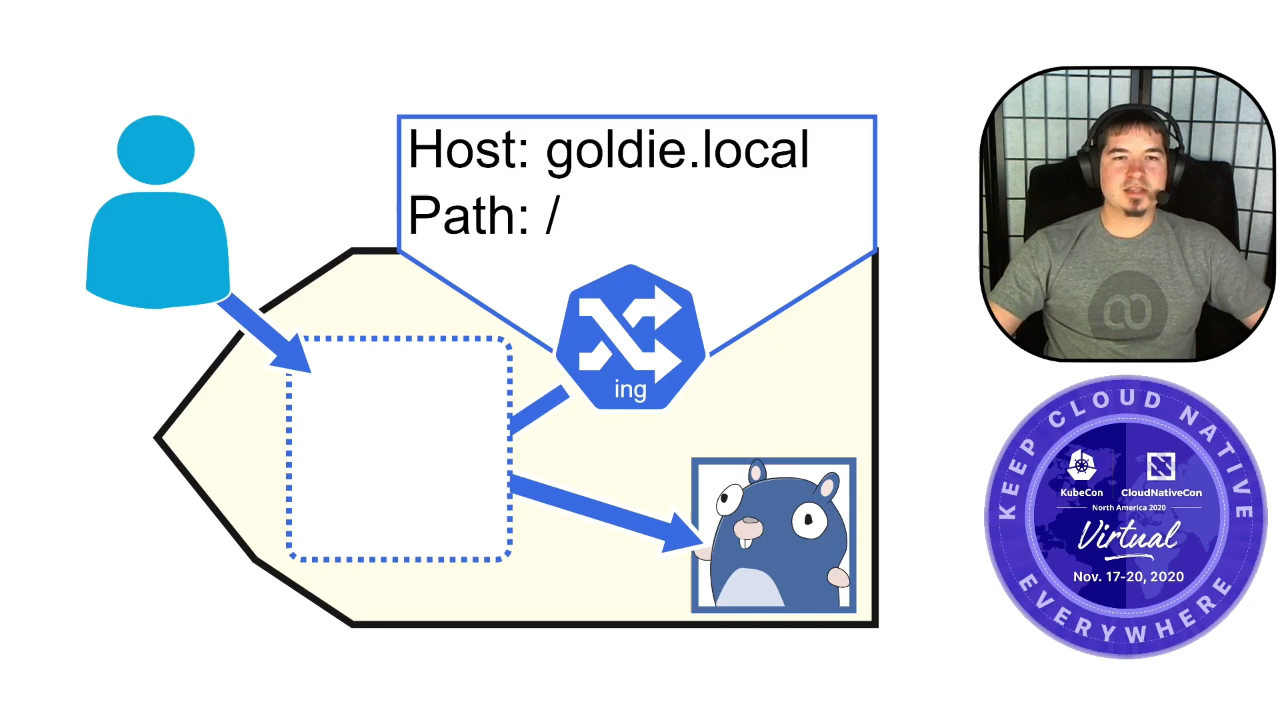 Host: goldie.local
Path: /
ing
KEEP CLOUD NATIVE
KubeCon
CloudNativeCon
North America 2020
Virtual
Nov. 17-20, 2020
EVERYWHERE